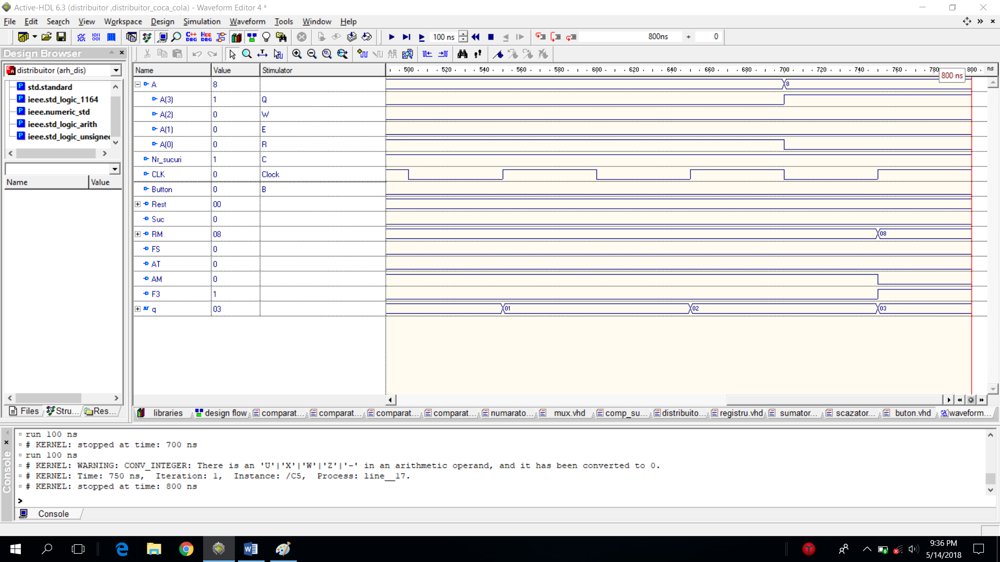 Active-HDL 6.3 (distribuitor ,distribuitor_coca_cola) - Waveform Editor 4 *
File Edit Search View Workspace Design Simulation Waveform Tools Window Help
C++ DBG HCC DBG 100 ns 800ns + 0
Design Browser
distribuitor (arh_dis)
std.standard
ieee.std_logic_1164
ieee.numeric_std
ieee.std_logic_arith
ieee.std_logic_unsigned
Name Value
Files Stru... Res...
Name Value Stimulator 500 520 540 560 580 600 620 640 660 680 700 720 740 760 780 800 ns
800 ns
A 8 8
A(3) 1 Q
A(2) 0 W
A(1) 0 E
A(0) 0 R
Nr_sucuri 1 C
CLK 0 Clock
Button 0 B
Rest 00
Suc 0
RM 08 08
FS 0
AT 0
AM 0
F3 1
q 03 01 02 03
libraries design flow comparat... comparat... comparat... comparat... numarato... mux.vhd comp_su... distribuito... registru.vhd sumator... scazator... buton.vhd waveform...
run 100 ns
# KERNEL: stopped at time: 700 ns
run 100 ns
# KERNEL: WARNING: CONV_INTEGER: There is an 'U'|'X'|'W'|'Z'|'-' in an arithmetic operand, and it has been converted to 0.
# KERNEL: Time: 750 ns, Iteration: 1, Instance: /C5, Process: line__17.
# KERNEL: stopped at time: 800 ns
>
Console
Console
9:36 PM
5/14/2018